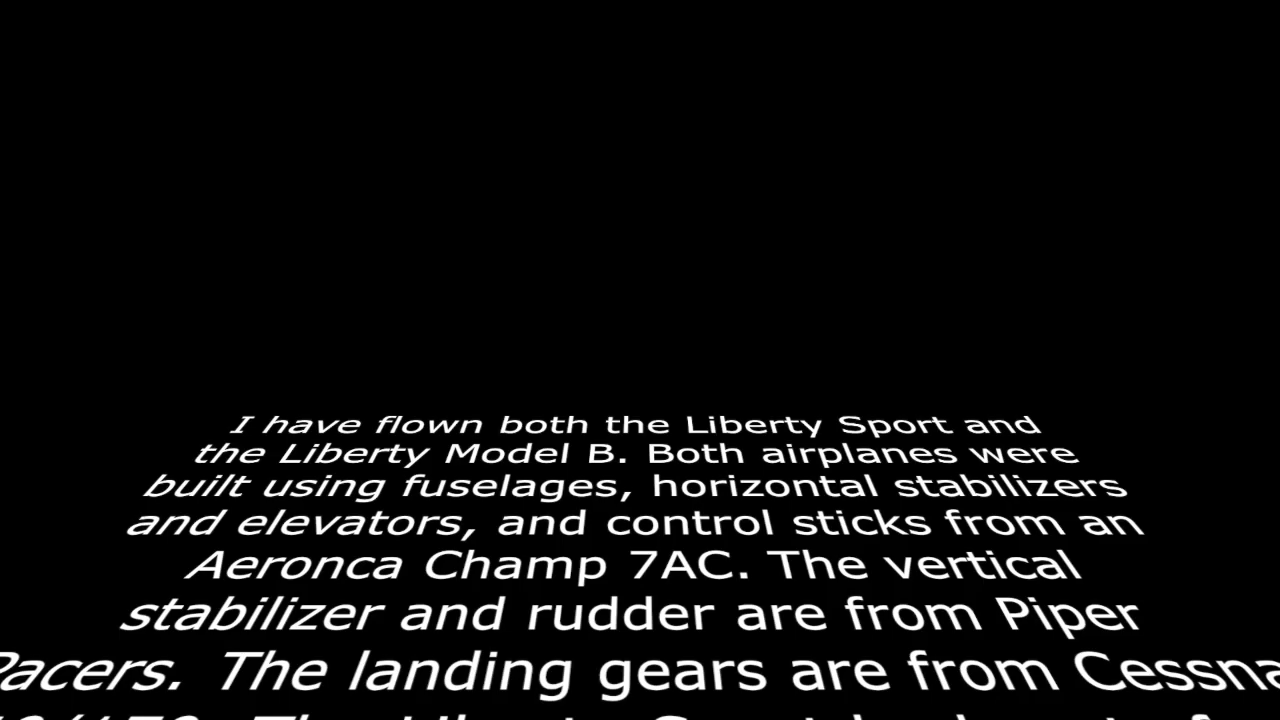 I have flown both the Liberty Sport and
the Liberty Model B. Both airplanes were
built using fuselages, horizontal stabilizers
and elevators, and control sticks from an
Aeronca Champ 7AC. The vertical
stabilizer and rudder are from Piper
Pacers. The landing gears are from Cessna